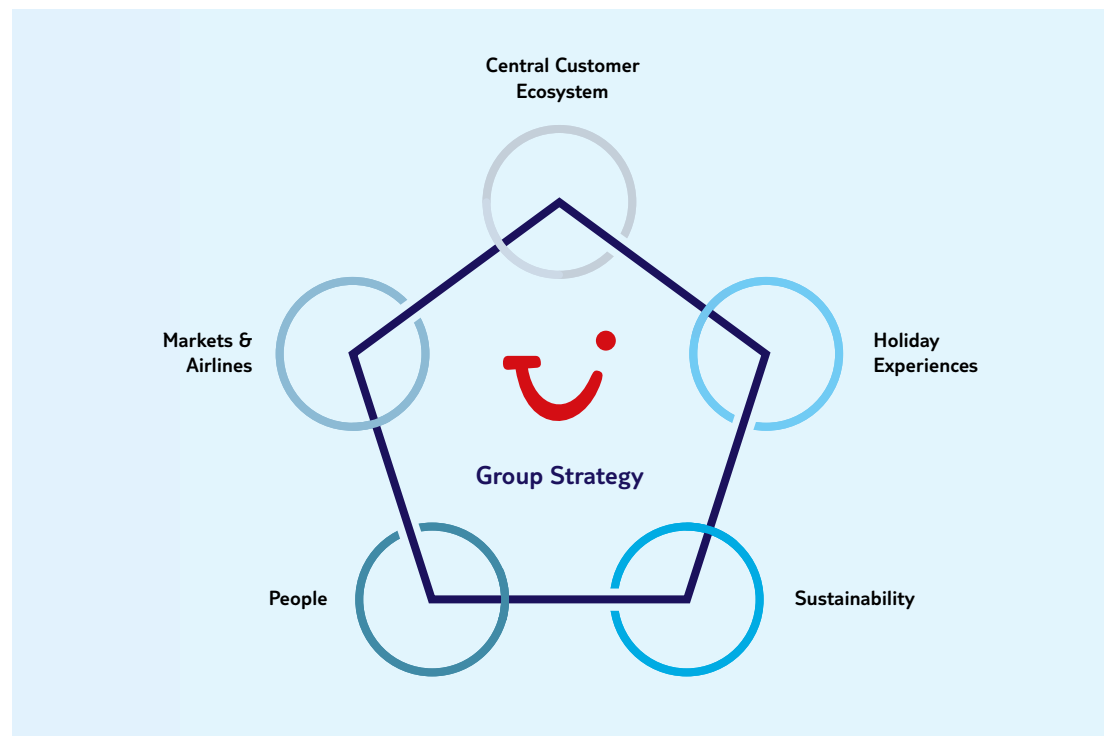 Central Customer
Ecosystem
Markets &
Airlines
Holiday
Experiences
Group Strategy
People
Sustainability